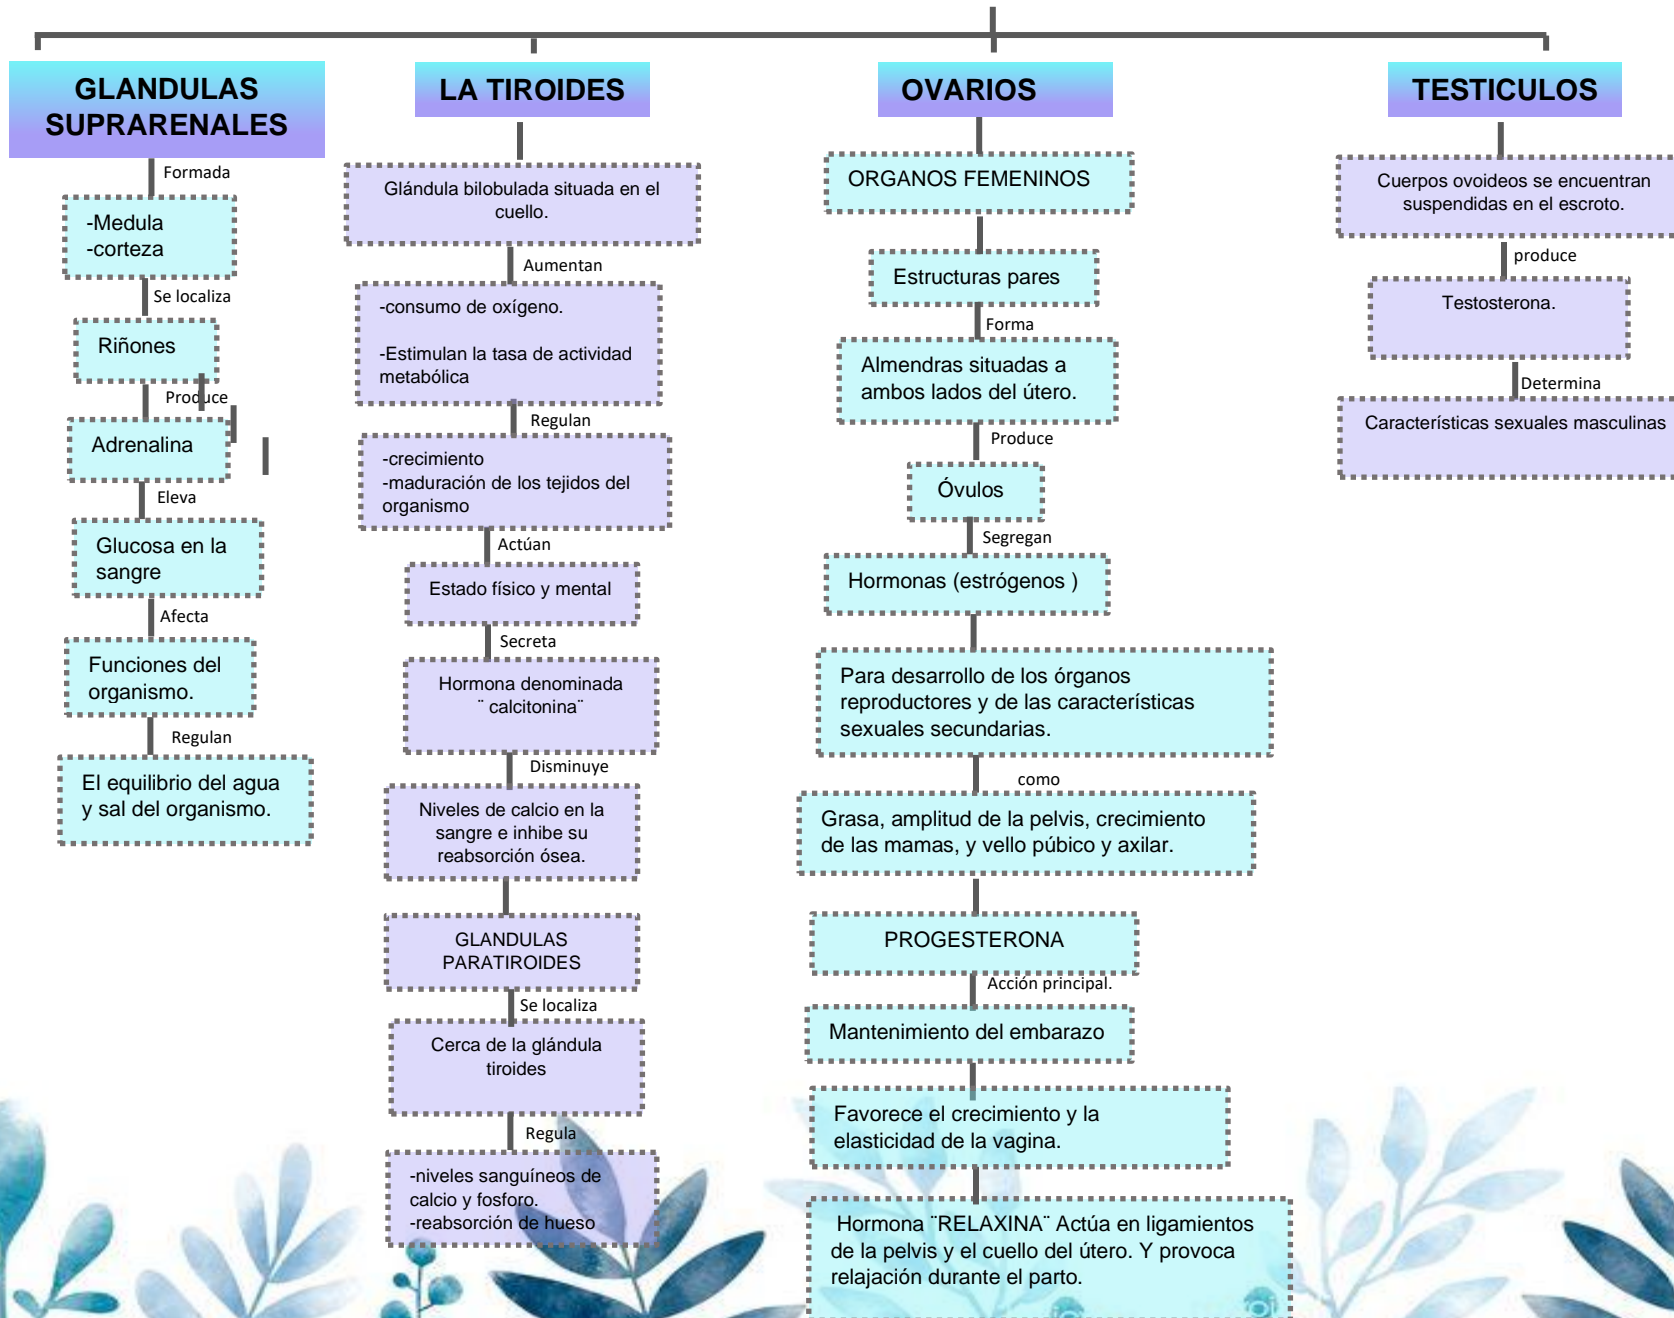 GLANDULAS
SUPRARENALES
Formada
-Medula
-corteza
Se localiza
Riñones
Produce
Adrenalina
Eleva
Glucosa en la
sangre
Afecta
Funciones del
organismo.
Regulan
El equilibrio del agua
y sal del organismo.
LA TIROIDES
Glándula bilobulada situada en el
cuello.
Aumentan
-consumo de oxígeno.
-Estimulan la tasa de actividad
metabólica
Regulan
-crecimiento
-maduración de los tejidos del
organismo
Actúan
Estado físico y mental
Secreta
Hormona denominada
¨ calcitonina¨
Disminuye
Niveles de calcio en la
sangre e inhibe su
reabsorción ósea.
GLANDULAS
PARATIROIDES
Se localiza
Cerca de la glándula
tiroides
Regula
-niveles sanguíneos de
calcio y fosforo.
-reabsorción de hueso
OVARIOS
ORGANOS FEMENINOS
Estructuras pares
Forma
Almendras situadas a
ambos lados del útero.
Produce
Óvulos
Segregan
Hormonas (estrógenos )
Para desarrollo de los órganos
reproductores y de las características
sexuales secundarias.
como
Grasa, amplitud de la pelvis, crecimiento
de las mamas, y vello púbico y axilar.
PROGESTERONA
Acción principal.
Mantenimiento del embarazo
Favorece el crecimiento y la
elasticidad de la vagina.
Hormona ¨RELAXINA¨ Actúa en ligamientos
de la pelvis y el cuello del útero. Y provoca
relajación durante el parto.
TESTICULOS
Cuerpos ovoideos se encuentran
suspendidas en el escroto.
produce
Testosterona.
Determina
Características sexuales masculinas